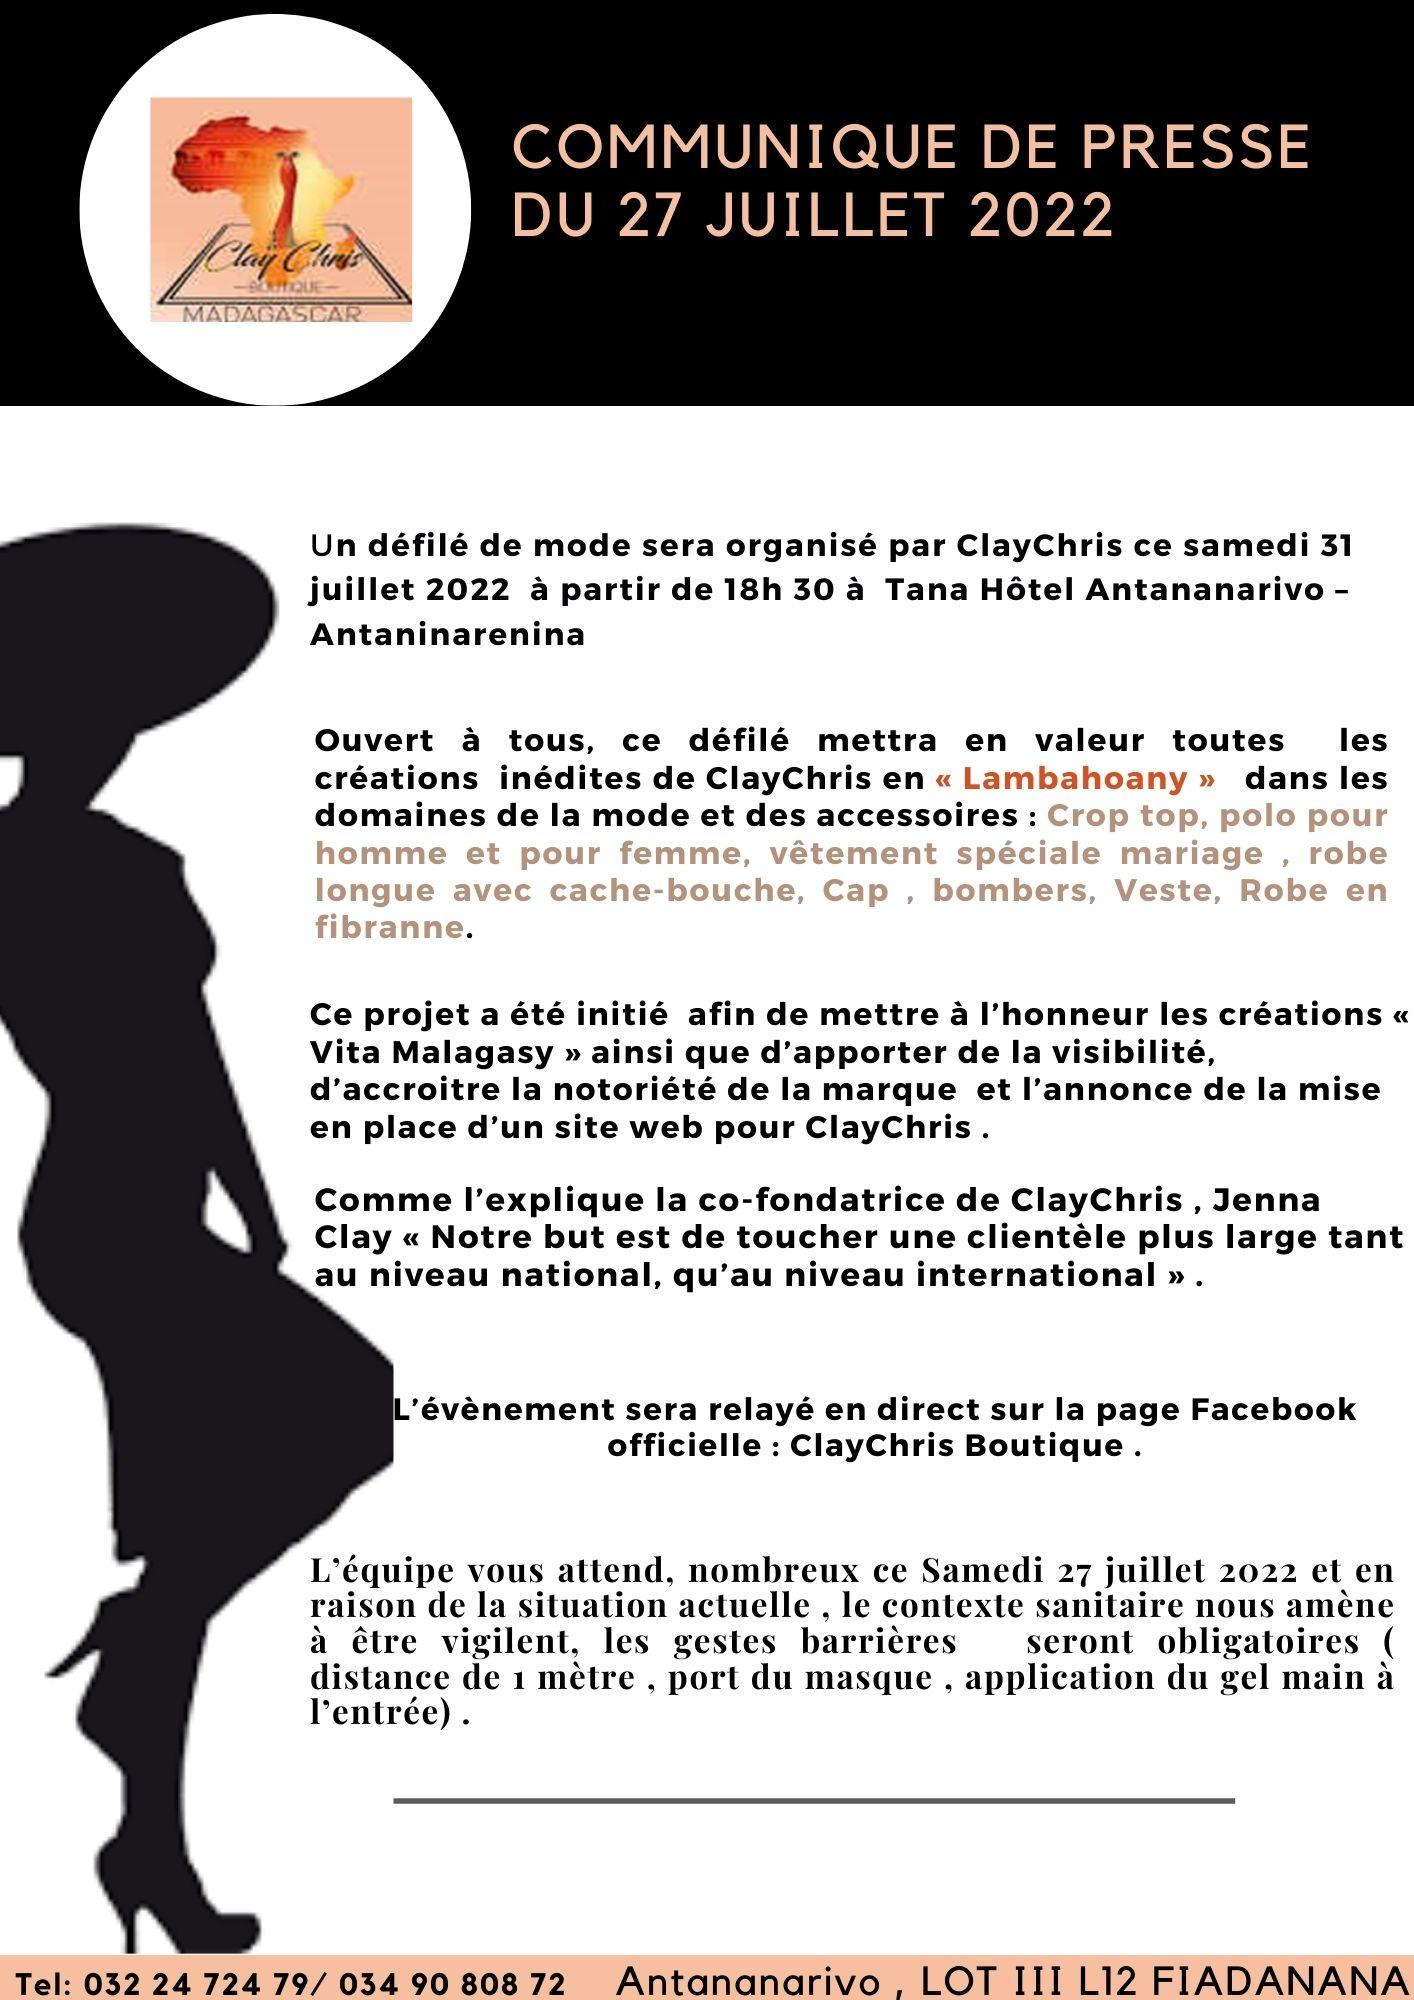 Clay Chris
BOUTIQUE
MADAGASCAR
COMMUNIQUE DE PRESSE
DU 27 JUILLET 2022
Un défilé de mode sera organisé par ClayChris ce samedi 31
juillet 2022 à partir de 18h 30 à Tana Hôtel Antananarivo –
Antaninarenina
Ouvert à tous, ce défilé mettra en valeur toutes les
créations inédites de ClayChris en « Lambahoany » dans les
domaines de la mode et des accessoires : Crop top, polo pour
homme et pour femme, vêtement spéciale mariage , robe
longue avec cache-bouche, Cap , bombers, Veste, Robe en
fibranne.
Ce projet a été initié afin de mettre à l’honneur les créations «
Vita Malagasy » ainsi que d’apporter de la visibilité,
d’accroitre la notoriété de la marque et l’annonce de la mise
en place d’un site web pour ClayChris .
Comme l’explique la co-fondatrice de ClayChris , Jenna
Clay « Notre but est de toucher une clientèle plus large tant
au niveau national, qu’au niveau international » .
L’évènement sera relayé en direct sur la page Facebook
officielle : ClayChris Boutique .
L’équipe vous attend, nombreux ce Samedi 27 juillet 2022 et en
raison de la situation actuelle , le contexte sanitaire nous amène
à être vigilent, les gestes barrières seront obligatoires (
distance de 1 mètre , port du masque , application du gel main à
l’entrée) .
Tel: 032 24 724 79/ 034 90 808 72 Antananarivo , LOT III L12 FIADANANA